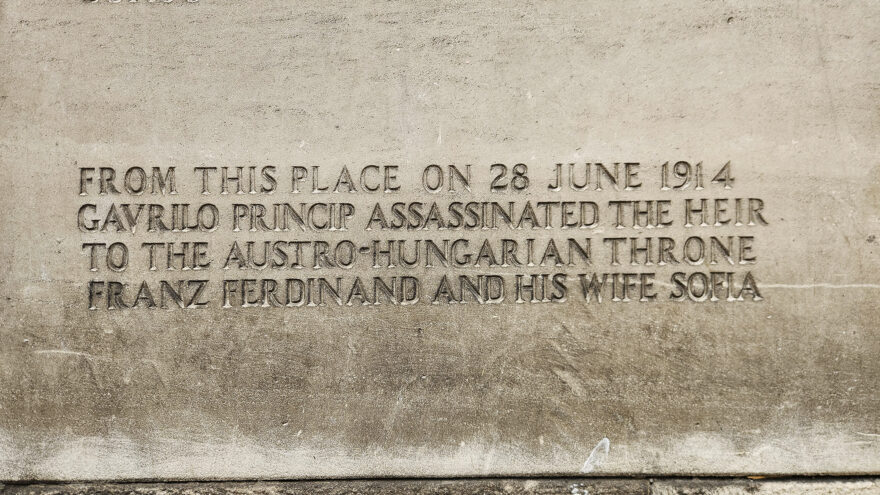 FROM THIS PLACE ON 28 JUNE 1914
GAVRILO PRINCIP ASSASSINATED THE HEIR
TO THE AUSTRO-HUNGARIAN THRONE
FRANZ FERDINAND AND HIS WIFE SOFIA